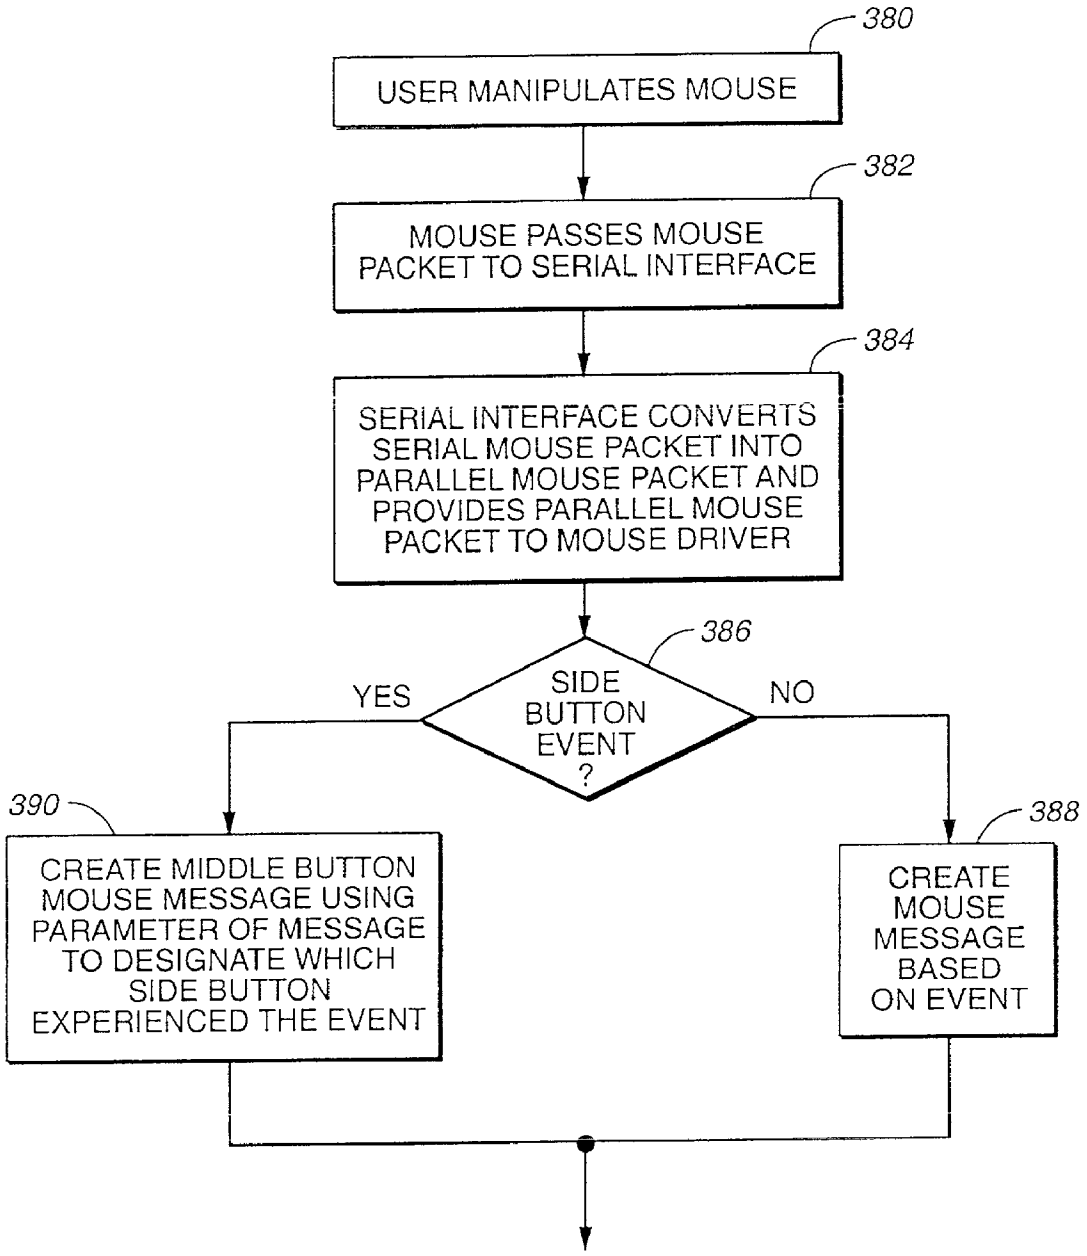 380
USER MANIPULATES MOUSE
382
MOUSE PASSES MOUSE
PACKET TO SERIAL INTERFACE
384
SERIAL INTERFACE CONVERTS
SERIAL MOUSE PACKET INTO
PARALLEL MOUSE PACKET AND
PROVIDES PARALLEL MOUSE
PACKET TO MOUSE DRIVER
386
SIDE
BUTTON
EVENT
?
YES
NO
390
CREATE MIDDLE BUTTON
MOUSE MESSAGE USING
PARAMETER OF MESSAGE
TO DESIGNATE WHICH
SIDE BUTTON
EXPERIENCED THE EVENT
388
CREATE
MOUSE
MESSAGE
BASED
ON EVENT